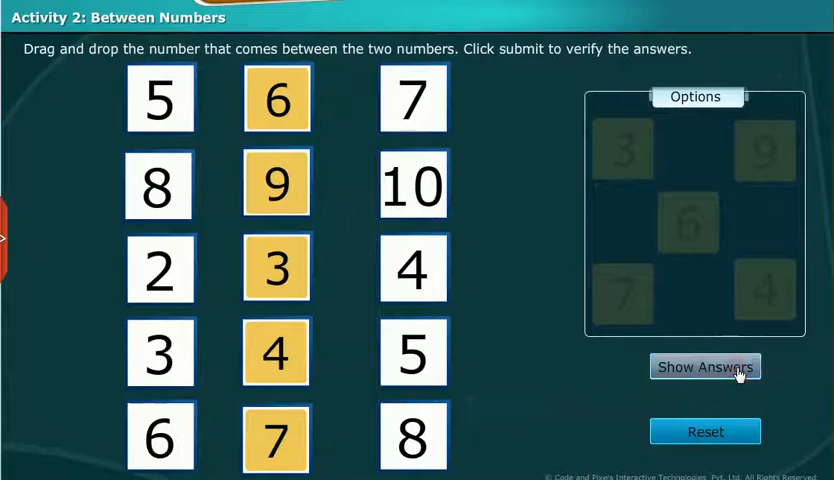 Activity 2: Between Numbers
Drag and drop the number that comes between the two numbers. Click submit to verify the answers.
5 6 7
8 9 10
2 3 4
3 4 5
6 7 8
Options
3 9
6
7 4
Show Answers
Reset
© Code and Pixels Interactive Technologies, Pvt. Ltd. All Rights Reserved.